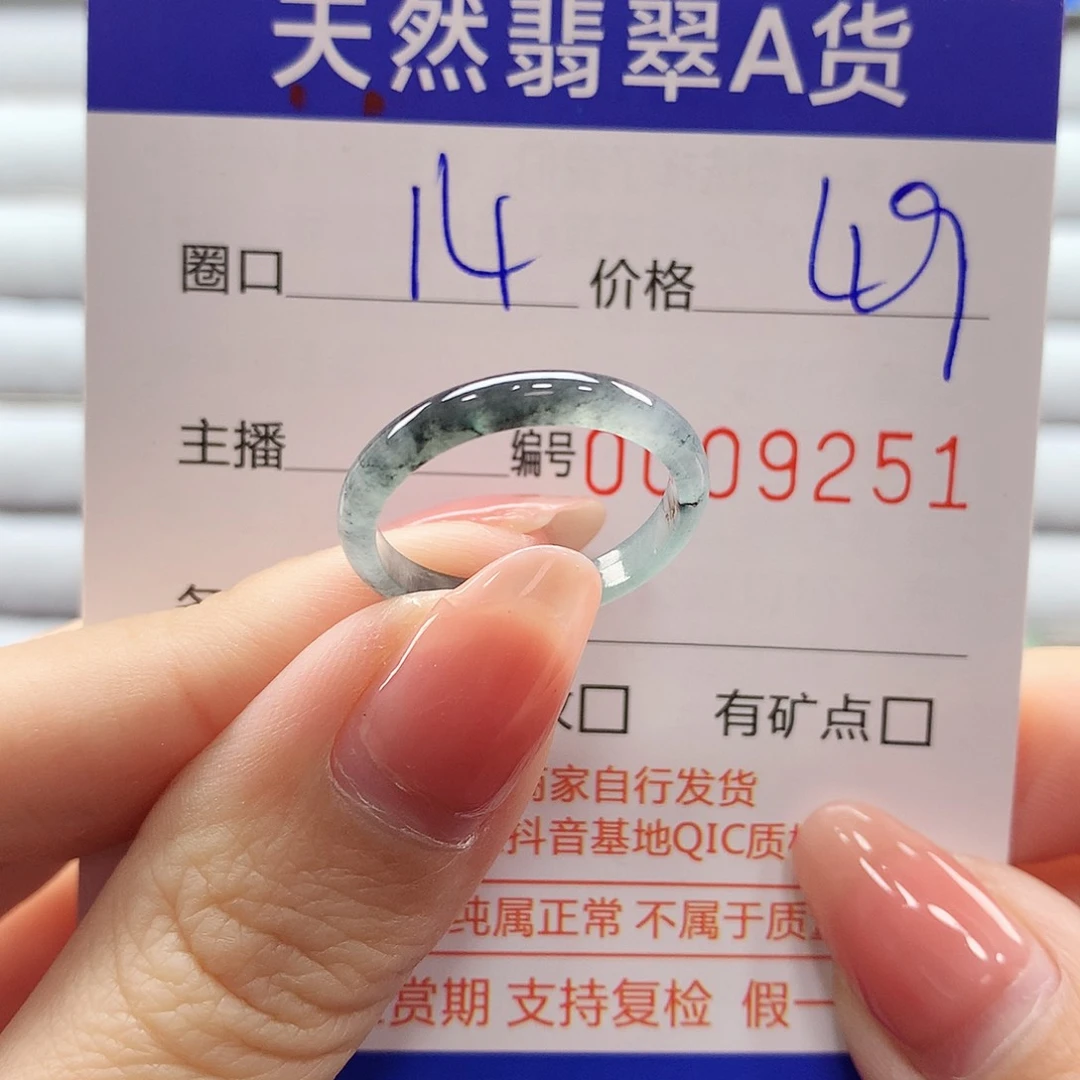 天然翡翠A货
圈口 14 价格 49
主播 编号 0009251
有矿点
家自行发货
抖音基地QIC质
纯属正常 不属于质
赏期 支持复检 假一